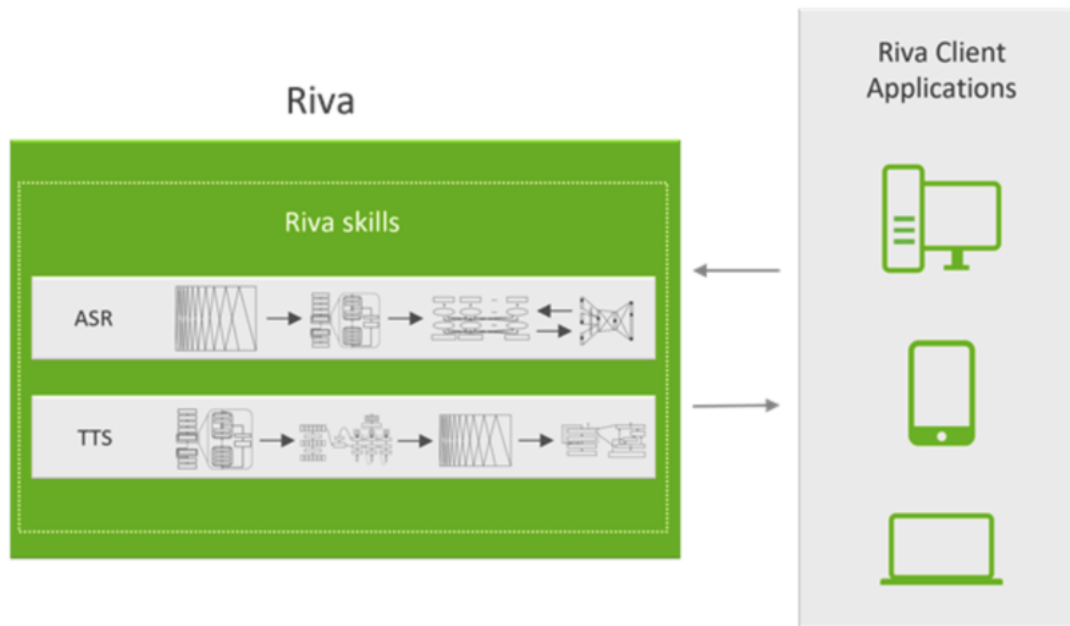 Riva
Riva skills
ASR
TTS
Riva Client
Applications